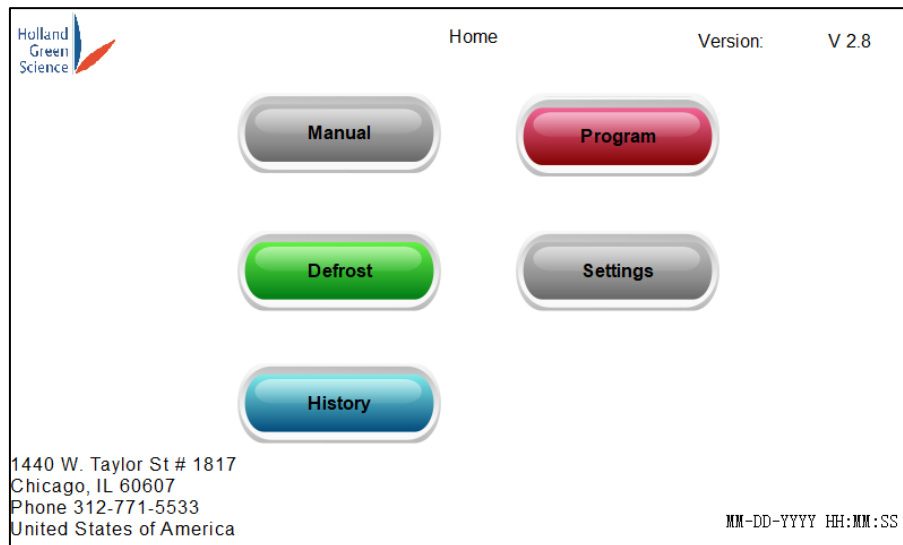 Holland
Green
Science
Home
Version: V 2.8
Manual
Program
Defrost
Settings
History
1440 W. Taylor St # 1817
Chicago, IL 60607
Phone 312-771-5533
United States of America
MM-DD-YYYY HH:MM:SS